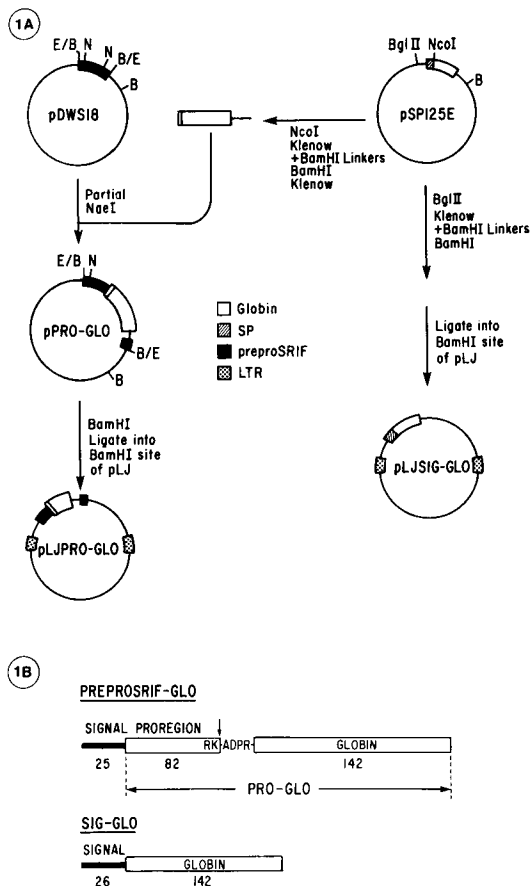 1A
E/B N
N
B/E
B
pDWS18
Partial
NaeI
NcoI
Klenow
+BamHI Linkers
BamHI
Klenow
BglII NcoI
B
pSP125E
BglII
Klenow
+BamHI Linkers
BamHI
Ligate into
BamHI site
of pLJ
pLJSIG-GLO
E/B N
pPRO-GLO
B/E
B
Globin
SP
preproSRIF
LTR
BamHI
Ligate into
BamHI site
of pLJ
pLJPRO-GLO
1B
PREPROSRIF-GLO
SIGNAL PROREGION
RK-ADPR- GLOBIN
25 82 142
PRO-GLO
SIG-GLO
SIGNAL
GLOBIN
26 142